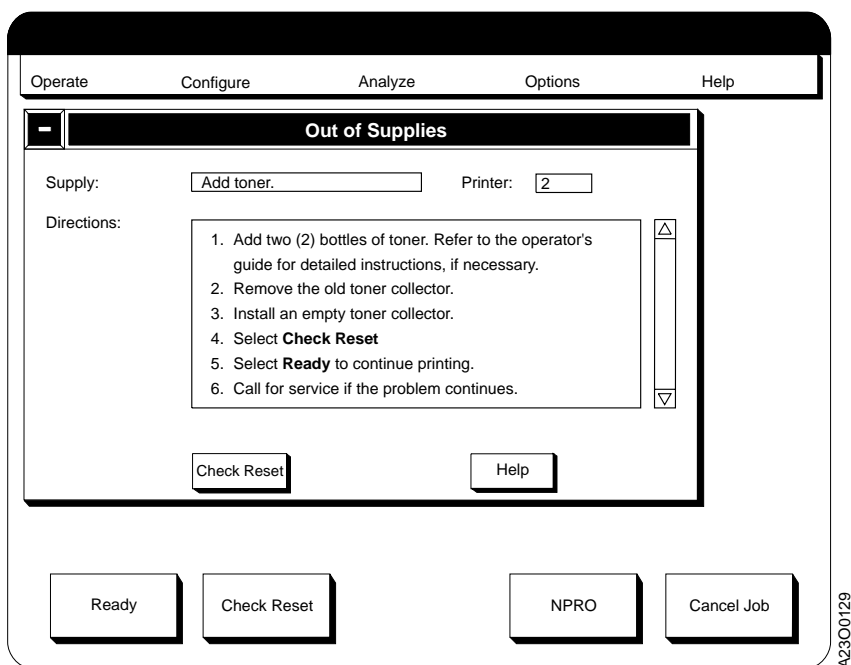 Operate Configure Analyze Options Help
Out of Supplies
Supply: Add toner. Printer: 2
Directions:
1. Add two (2) bottles of toner. Refer to the operator's
guide for detailed instructions, if necessary.
2. Remove the old toner collector.
3. Install an empty toner collector.
4. Select Check Reset
5. Select Ready to continue printing.
6. Call for service if the problem continues.
Check Reset Help
Ready Check Reset NPRO Cancel Job
A23O0129